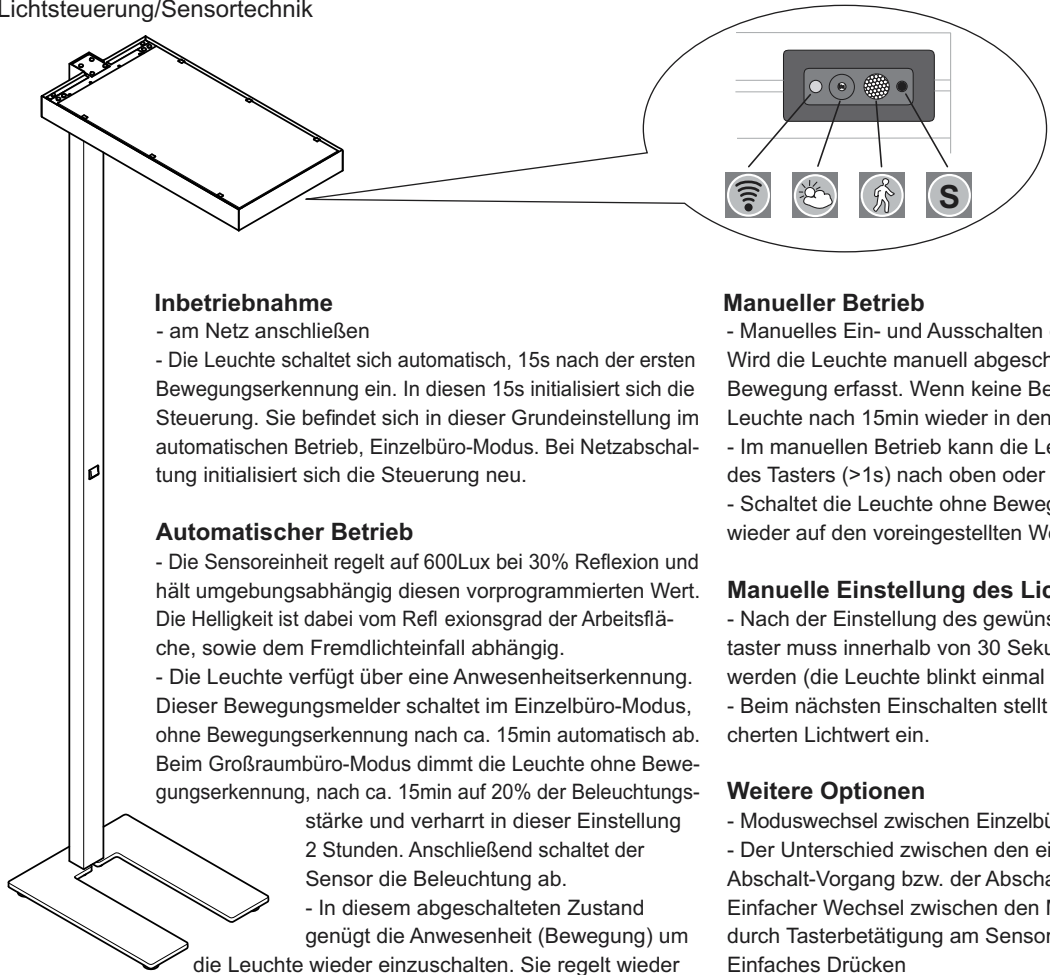 Lichtsteuerung/Sensortechnik
S
Inbetriebnahme
- am Netz anschließen
- Die Leuchte schaltet sich automatisch, 15s nach der ersten
Bewegungserkennung ein. In diesen 15s initialisiert sich die
Steuerung. Sie befindet sich in dieser Grundeinstellung im
automatischen Betrieb, Einzelbüro-Modus. Bei Netzabschal-
tung initialisiert sich die Steuerung neu.
Automatischer Betrieb
- Die Sensoreinheit regelt auf 600Lux bei 30% Reflexion und
hält umgebungsabhängig diesen vorprogrammierten Wert.
Die Helligkeit ist dabei vom Refl exionsgrad der Arbeitsflä-
che, sowie dem Fremdlichteinfall abhängig.
- Die Leuchte verfügt über eine Anwesenheitserkennung.
Dieser Bewegungsmelder schaltet im Einzelbüro-Modus,
ohne Bewegungserkennung nach ca. 15min automatisch ab.
Beim Großraumbüro-Modus dimmt die Leuchte ohne Bewe-
gungserkennung, nach ca. 15min auf 20% der Beleuchtungs-
stärke und verharrt in dieser Einstellung
2 Stunden. Anschließend schaltet der
Sensor die Beleuchtung ab.
- In diesem abgeschalteten Zustand
genügt die Anwesenheit (Bewegung) um
die Leuchte wieder einzuschalten. Sie regelt wieder
Manueller Betrieb
- Manuelles Ein- und Ausschalten
Wird die Leuchte manuell abgesch
Bewegung erfasst. Wenn keine Be
Leuchte nach 15min wieder in den
- Im manuellen Betrieb kann die Le
des Tasters (>1s) nach oben oder
- Schaltet die Leuchte ohne Beweg
wieder auf den voreingestellten We
Manuelle Einstellung des Lic
- Nach der Einstellung des gewüns
taster muss innerhalb von 30 Seku
werden (die Leuchte blinkt einmal
- Beim nächsten Einschalten stellt
cherten Lichtwert ein.
Weitere Optionen
- Moduswechsel zwischen Einzelbü
- Der Unterschied zwischen den ei
Abschalt-Vorgang bzw. der Abscha
Einfacher Wechsel zwischen den M
durch Tasterbetätigung am Sensor
Einfaches Drücken